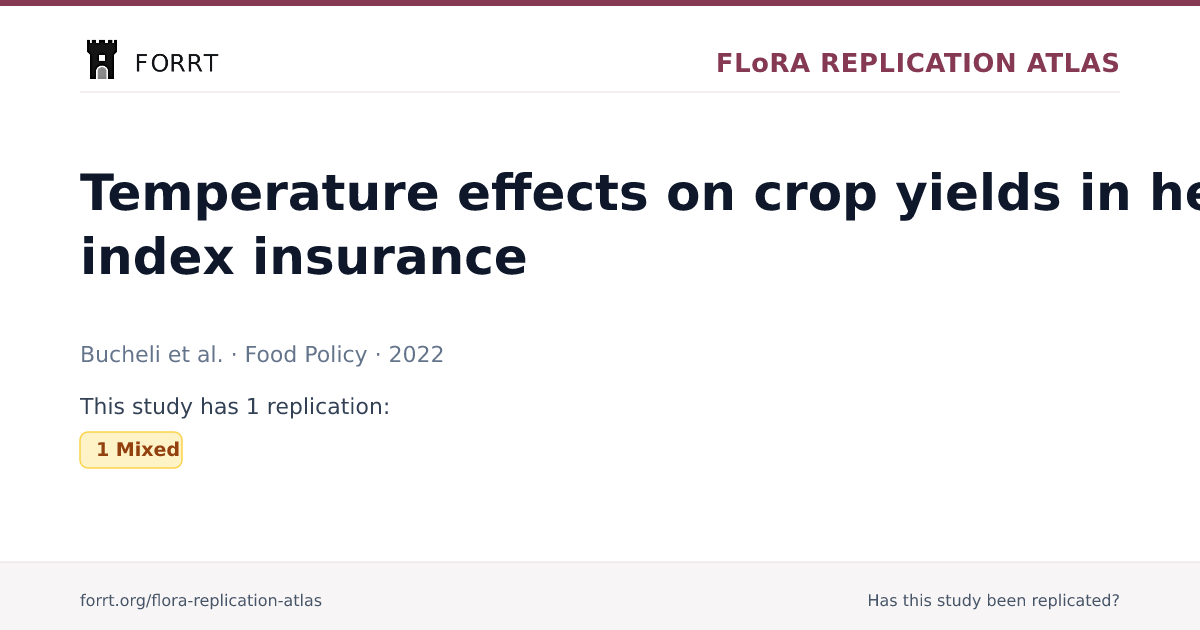 FORRT
FLoRA REPLICATION ATLAS
Temperature effects on crop yields in
index insurance
Bucheli et al. · Food Policy · 2022
This study has 1 replication:
1 Mixed
forrt.org/flora-replication-atlas
Has this study been replicated?